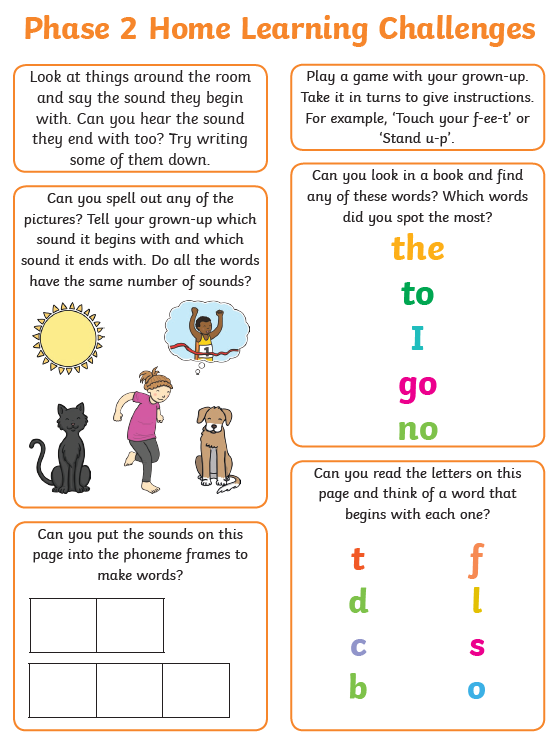 Phase 2 Home Learning Challenges
Look at things around the room
and say the sound they begin
with. Can you hear the sound
they end with too? Try writing
some of them down.
Play a game with your grown-up.
Take it in turns to give instructions.
For example, ‘Touch your f-ee-t’ or
‘Stand u-p’.
Can you spell out any of the
pictures? Tell your grown-up which
sound it begins with and which
sound it ends with. Do all the words
have the same number of sounds?
1
Can you look in a book and find
any of these words? Which words
did you spot the most?
the
to
I
go
no
Can you put the sounds on this
page into the phoneme frames to
make words?
Can you read the letters on this
page and think of a word that
begins with each one?
t f
d l
c s
b o